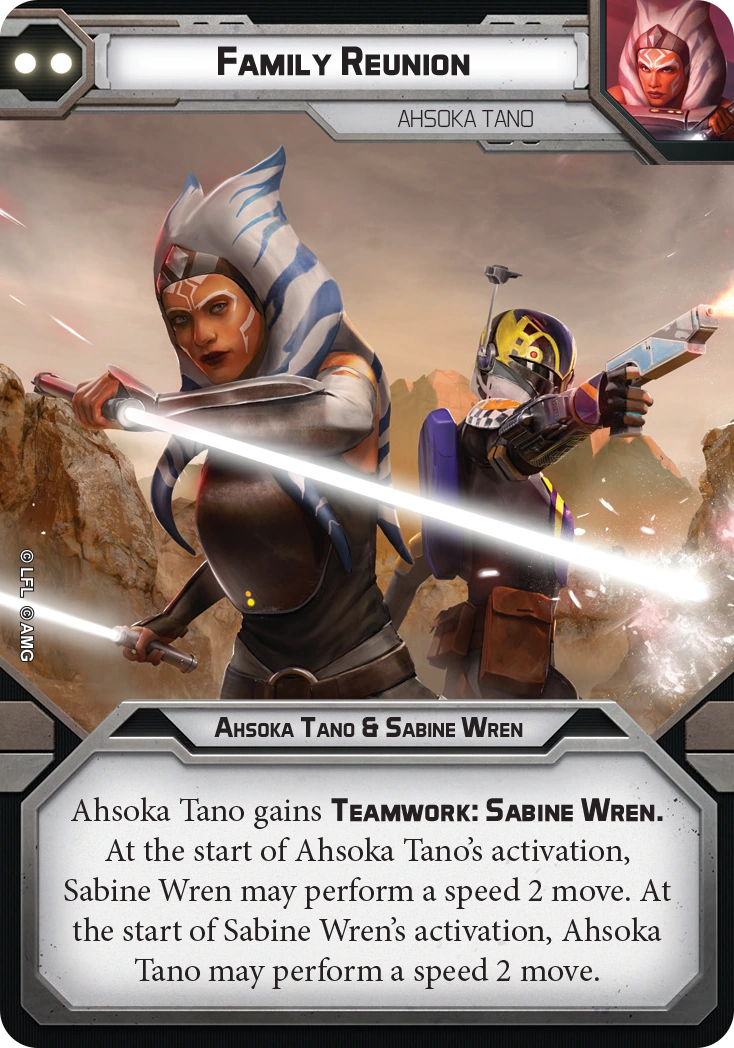 Family Reunion
AHSOKA TANO
© LFL © AMG
Ahsoka Tano & Sabine Wren
Ahsoka Tano gains Teamwork: Sabine Wren.
At the start of Ahsoka Tano’s activation,
Sabine Wren may perform a speed 2 move. At
the start of Sabine Wren’s activation, Ahsoka
Tano may perform a speed 2 move.